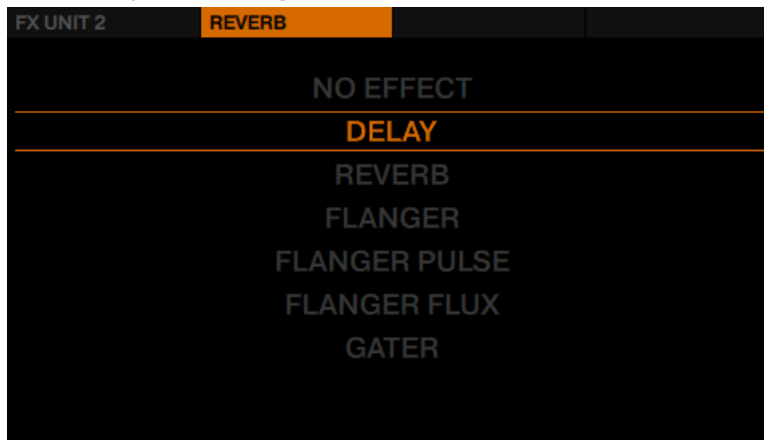 FX UNIT 2 REVERB
NO EFFECT
DELAY
REVERB
FLANGER
FLANGER PULSE
FLANGER FLUX
GATER